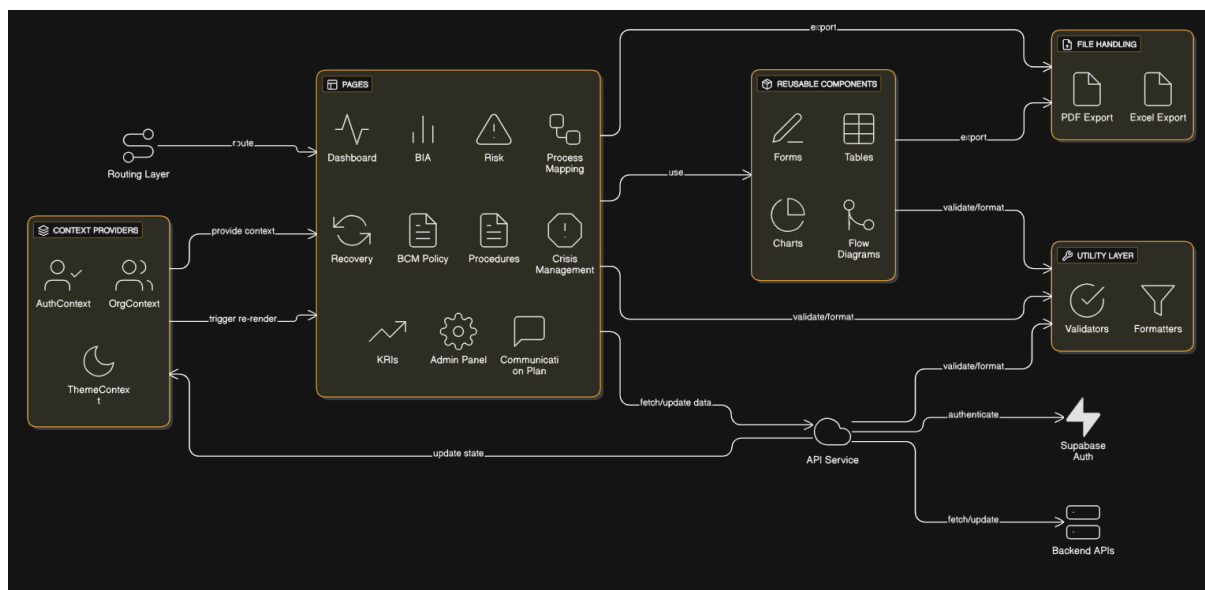 export
FILE HANDLING
PDF Export
Excel Export
PAGES
REUSABLE COMPONENTS
Dashboard
BIA
Risk
Process
Mapping
Forms
Tables
export
route
Routing Layer
use
Recovery
BCM Policy
Procedures
Crisis
Management
Charts
Flow
Diagrams
validate/format
CONTEXT PROVIDERS
provide context
AuthContext
OrgContext
UTILITY LAYER
Validators
Formatters
trigger re-render
validate/format
KRIs
Admin Panel
Communicati
on Plan
ThemeContex
t
validate/format
fetch/update data
authenticate
Supabase
Auth
API Service
update state
fetch/update
Backend APIs